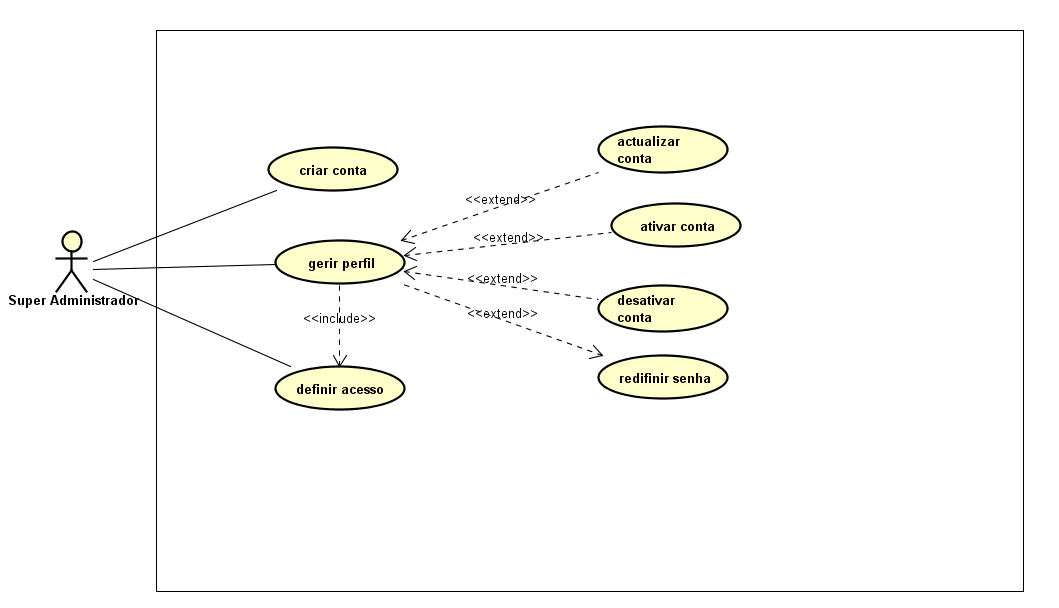 actualizar
conta
criar conta
<<extend>>
ativar conta
<<extend>>
gerir perfil
<<extend>>
Super Administrador
desativar
conta
<<extend>>
<<include>>
redifinir senha
definir acesso